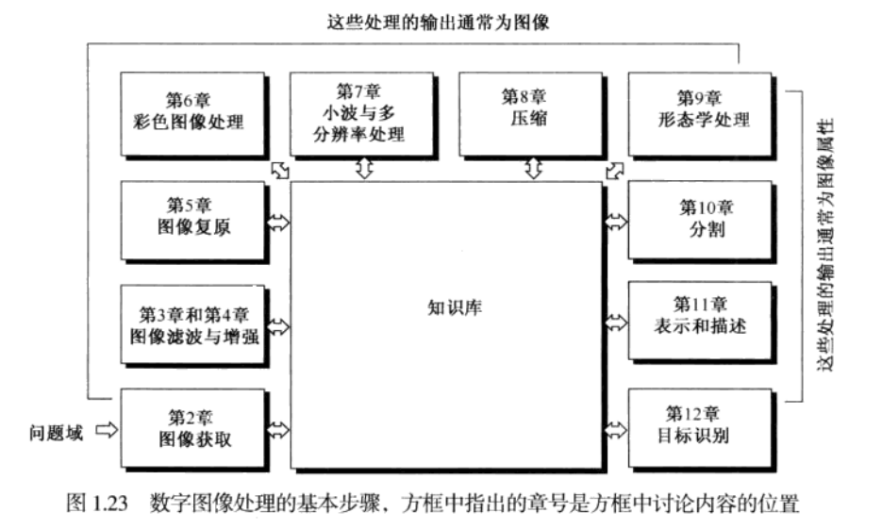 这些处理的输出通常为图像
第6章
彩色图像处理
第7章
小波与多
分辨率处理
第8章
压缩
第9章
形态学处理
第5章
图像复原
第10章
分割
第3章和第4章
图像滤波与增强
知识库
第11章
表示和描述
问题域
第2章
图像获取
第12章
目标识别
这些处理的输出通常为图像属性
图 1.23 数字图像处理的基本步骤，方框中指出的章号是方框中讨论内容的位置